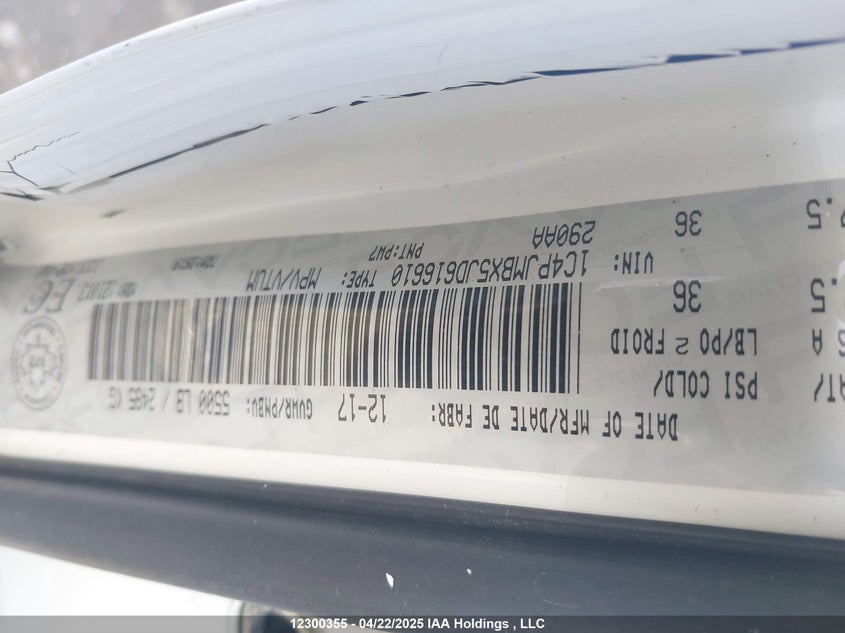 DATE OF MFR/DATE DE FABR: 12-17 GVWR/PNBV: 5500 LB / 2495 KG
PSI COLD/
LB/PO 2 FROID
36
36
VIN: 1C4PJMBX5JD616610 TYPE: MPV/VTUM
290AA PNT:PW7
12300355 - 04/22/2025 IAA Holdings , LLC